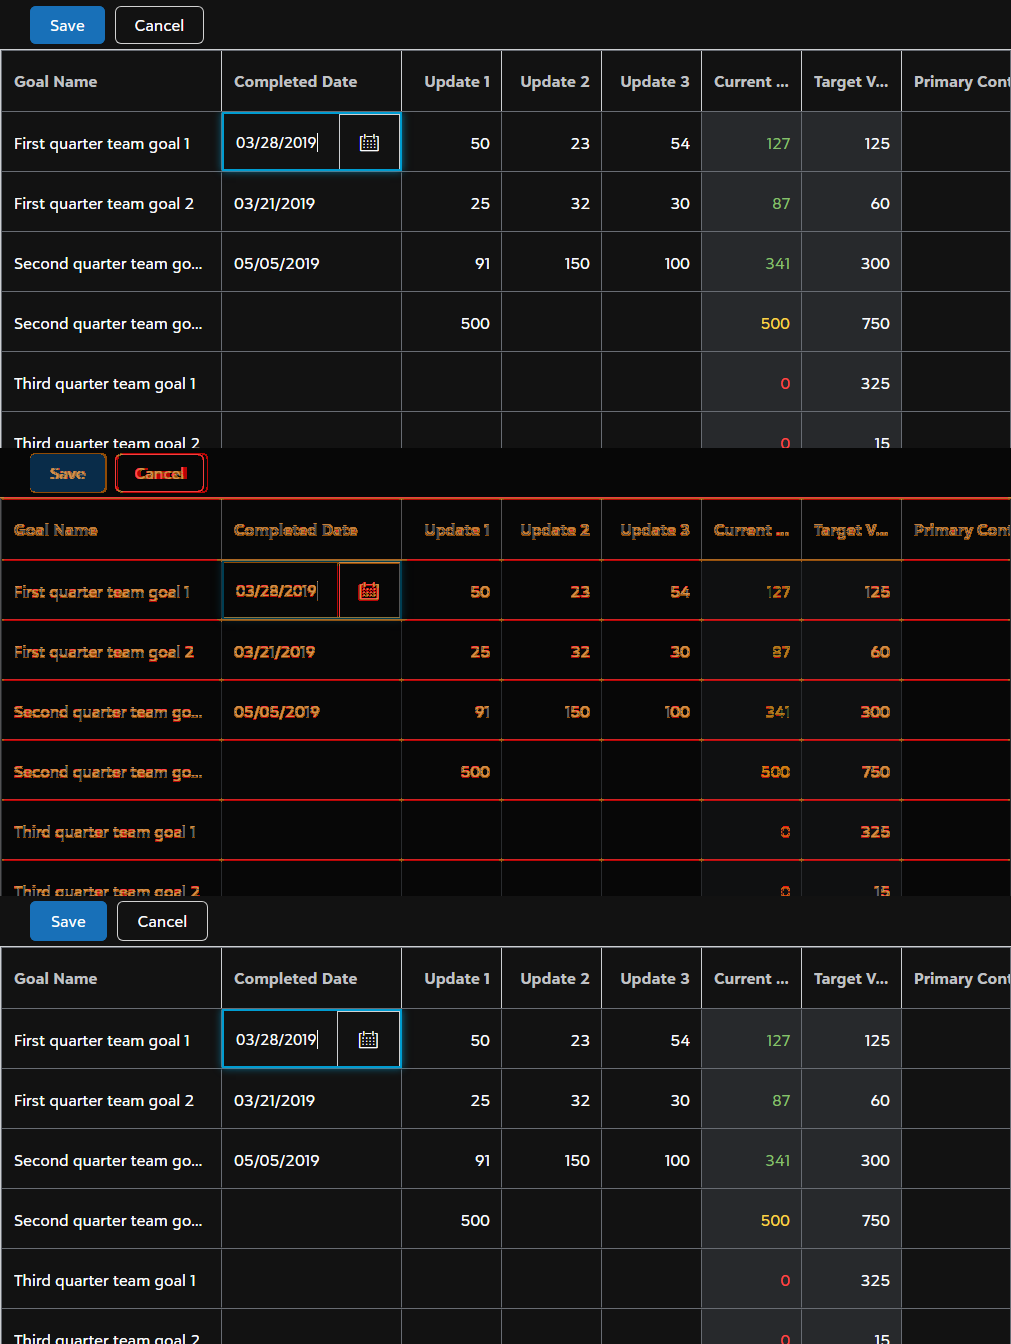 Save Cancel
Goal Name Completed Date Update 1 Update 2 Update 3 Current ... Target V... Primary Cont
First quarter team goal 1 03/28/2019 50 23 54 127 125
First quarter team goal 2 03/21/2019 25 32 30 87 60
Second quarter team go... 05/05/2019 91 150 100 341 300
Second quarter team go... 500 500 750
Third quarter team goal 1 0 325
Third quarter team goal 2 0 15
Save Cancel
Goal Name Completed Date Update 1 Update 2 Update 3 Current ... Target V... Primary Cont
First quarter team goal 1 03/28/2019 50 23 54 127 125
First quarter team goal 2 03/21/2019 25 32 30 87 60
Second quarter team go... 05/05/2019 91 150 100 341 300
Second quarter team go... 500 500 750
Third quarter team goal 1 0 325
Third quarter team goal 2 0 15
Save Cancel
Goal Name Completed Date Update 1 Update 2 Update 3 Current ... Target V... Primary Cont
First quarter team goal 1 03/28/2019 50 23 54 127 125
First quarter team goal 2 03/21/2019 25 32 30 87 60
Second quarter team go... 05/05/2019 91 150 100 341 300
Second quarter team go... 500 500 750
Third quarter team goal 1 0 325
Third quarter team goal 2 0 15